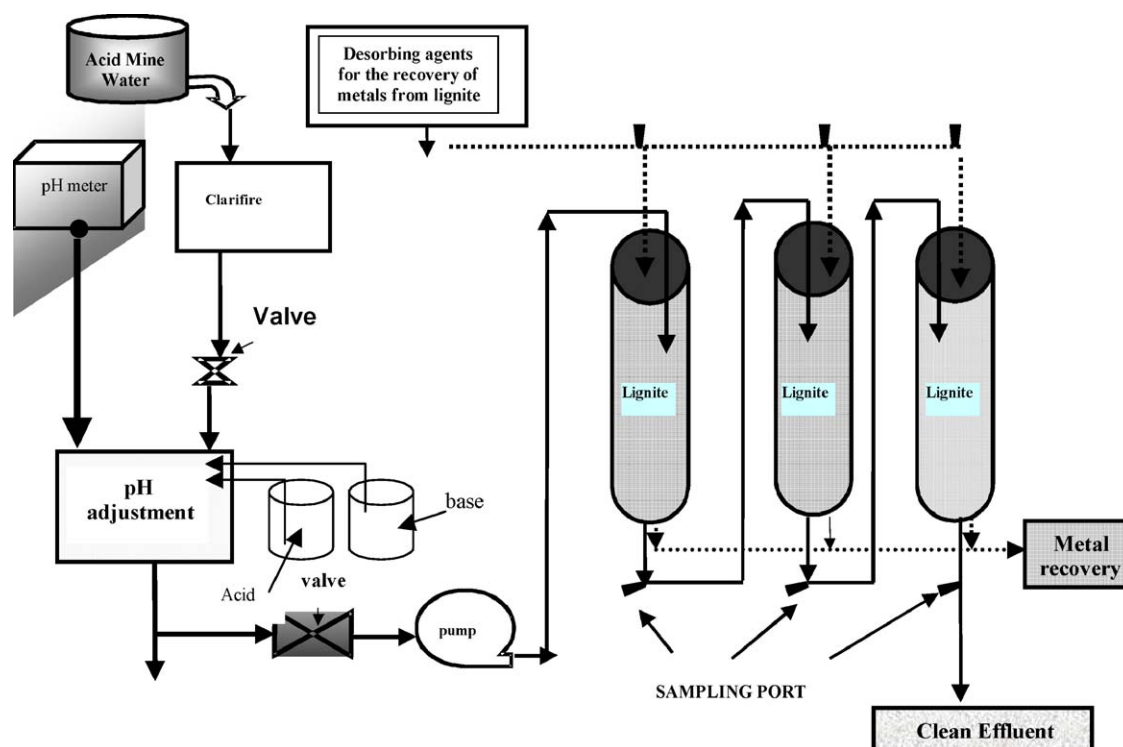 Acid Mine
Water
Desorbing agents
for the recovery of
metals from lignite
pH meter
Clarifire
Valve
Lignite
Lignite
Lignite
pH
adjustment
base
Acid
valve
pump
Metal
recovery
SAMPLING PORT
Clean Effluent